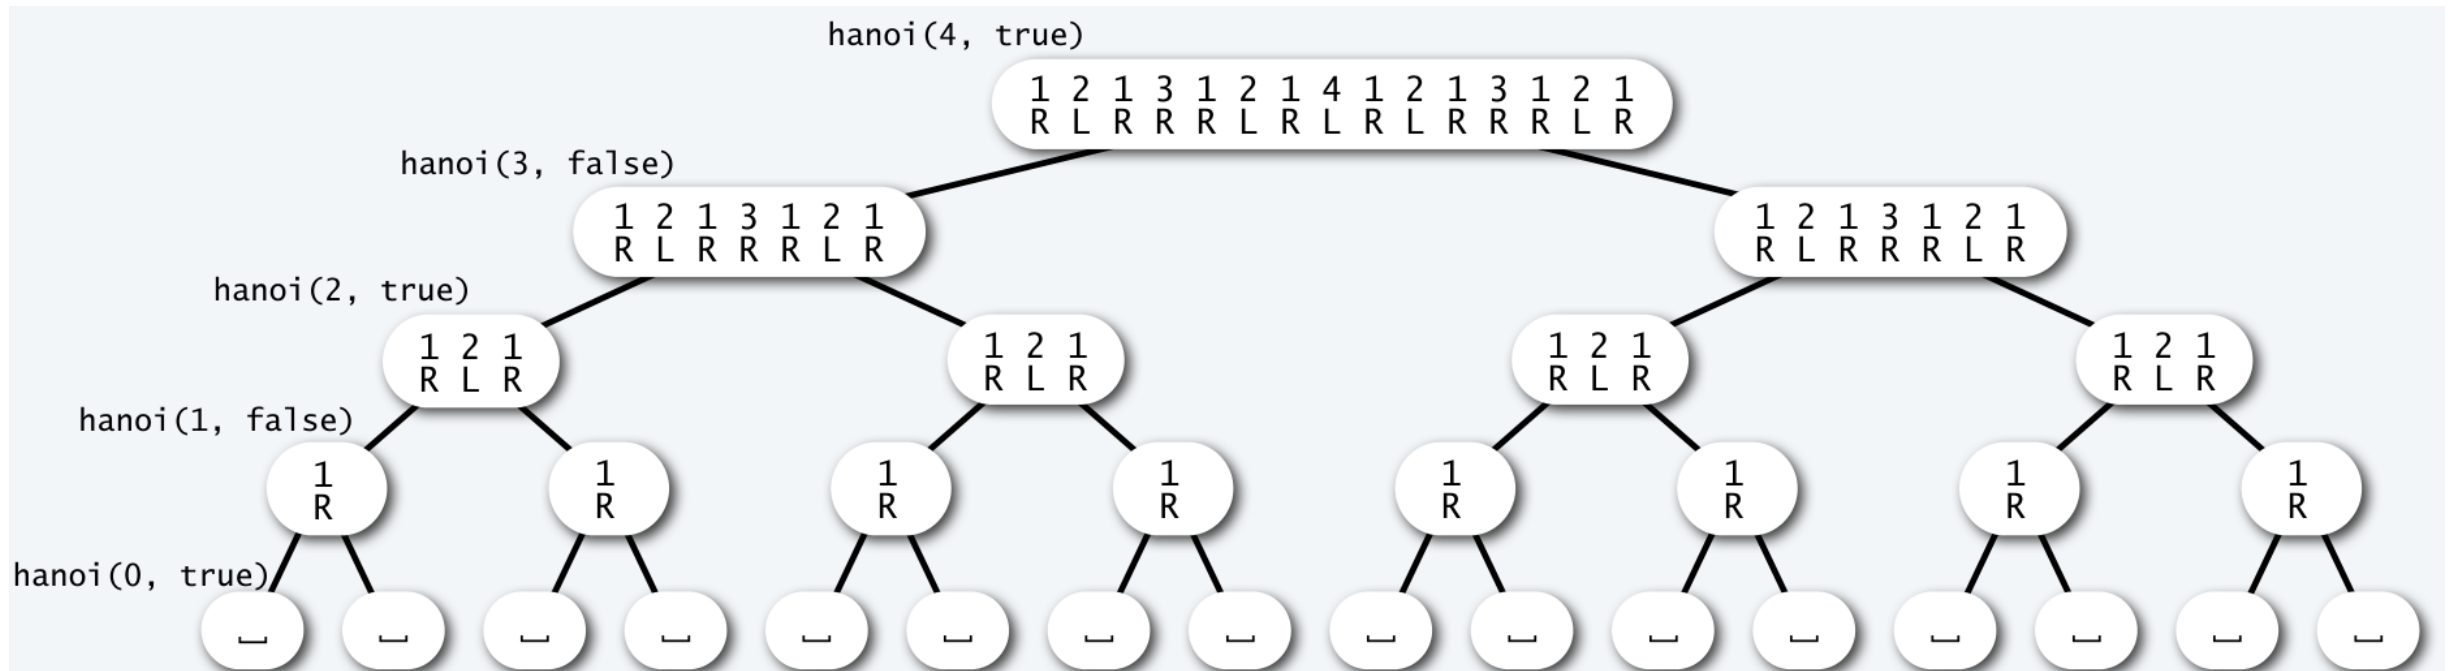 hanoi(4, true)
1 2 1 3 1 2 1 4 1 2 1 3 1 2 1
R L R R R L R L R L R R R L R
hanoi(3, false)
1 2 1 3 1 2 1
R L R R R L R
1 2 1 3 1 2 1
R L R R R L R
hanoi(2, true)
1 2 1
R L R
1 2 1
R L R
1 2 1
R L R
1 2 1
R L R
hanoi(1, false)
1
R
1
R
1
R
1
R
1
R
1
R
1
R
1
R
hanoi(0, true)
␣ ␣ ␣ ␣ ␣ ␣ ␣ ␣ ␣ ␣ ␣ ␣ ␣ ␣ ␣ ␣